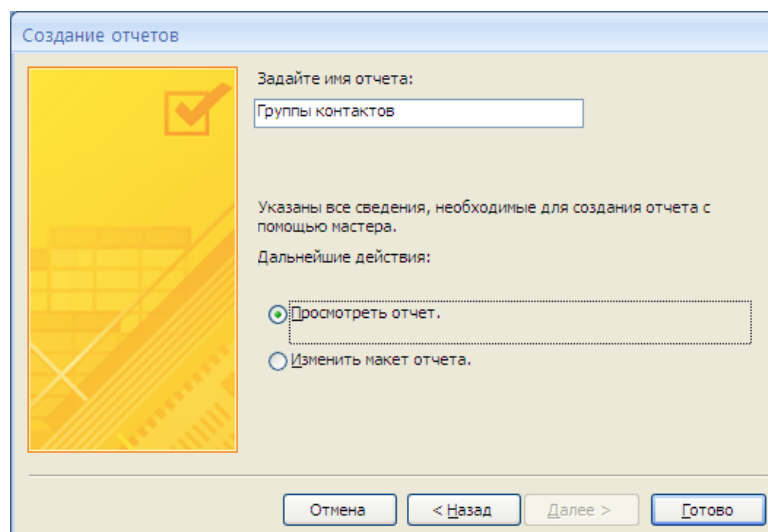 Создание отчетов
Задайте имя отчета:
Группы контактов
Указаны все сведения, необходимые для создания отчета с
помощью мастера.
Дальнейшие действия:
Просмотреть отчет.
Изменить макет отчета.
Отмена
< Назад
Далее >
Готово